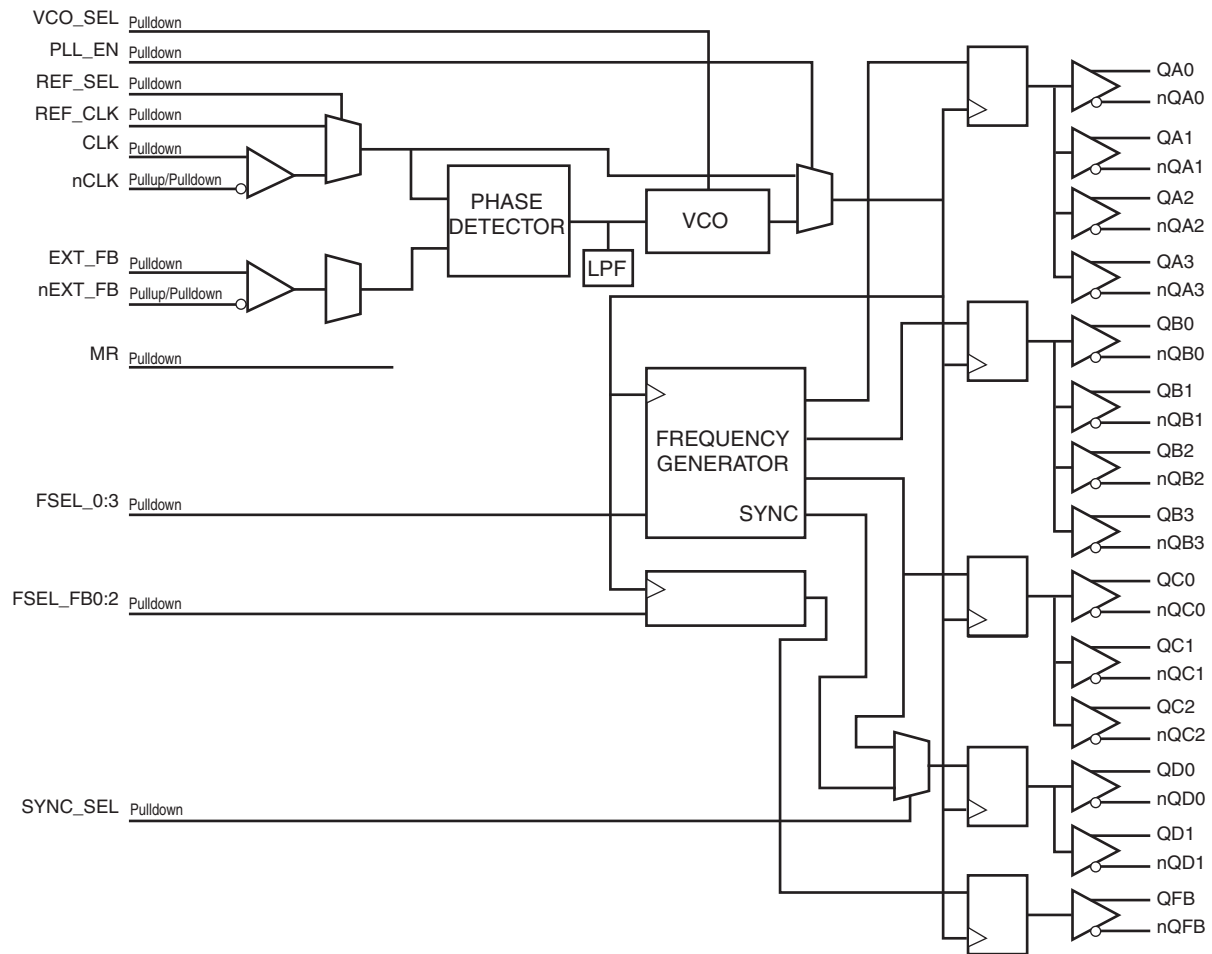 VCO_SEL Pulldown
PLL_EN Pulldown
REF_SEL Pulldown
REF_CLK Pulldown
CLK Pulldown
nCLK Pullup/Pulldown
EXT_FB Pulldown
nEXT_FB Pullup/Pulldown
MR Pulldown
FSEL_0:3 Pulldown
FSEL_FB0:2 Pulldown
SYNC_SEL Pulldown
PHASE
DETECTOR
LPF
VCO
FREQUENCY
GENERATOR
SYNC
QA0
nQA0
QA1
nQA1
QA2
nQA2
QA3
nQA3
QB0
nQB0
QB1
nQB1
QB2
nQB2
QB3
nQB3
QC0
nQC0
QC1
nQC1
QC2
nQC2
QD0
nQD0
QD1
nQD1
QFB
nQFB